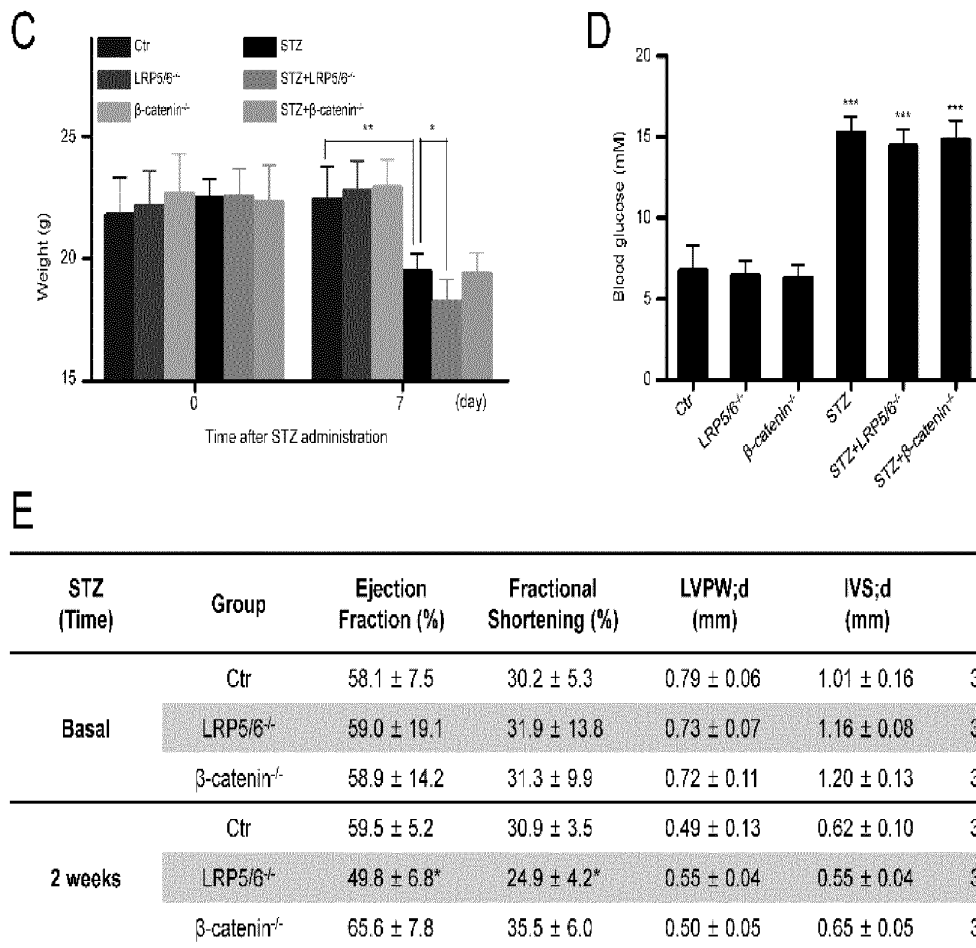 C
Ctr
LRP5/6-/-
β-catenin-/-
STZ
STZ+LRP5/6-/-
STZ+β-catenin-/-
**
*
25
20
15
Weight (g)
0
7
(day)
Time after STZ administration
D
***
***
***
20
15
10
5
0
Blood glucose (mM)
Ctr
LRP5/6-/-
β-catenin-/-
STZ
STZ+LRP5/6-/-
STZ+β-catenin-/-
E
STZ (Time) Group Ejection Fraction (%) Fractional Shortening (%) LVPW;d (mm) IVS;d (mm)
Basal
Ctr 58.1 ± 7.5 30.2 ± 5.3 0.79 ± 0.06 1.01 ± 0.16 3
LRP5/6-/- 59.0 ± 19.1 31.9 ± 13.8 0.73 ± 0.07 1.16 ± 0.08 3
β-catenin-/- 58.9 ± 14.2 31.3 ± 9.9 0.72 ± 0.11 1.20 ± 0.13 3
2 weeks
Ctr 59.5 ± 5.2 30.9 ± 3.5 0.49 ± 0.13 0.62 ± 0.10 3
LRP5/6-/- 49.8 ± 6.8* 24.9 ± 4.2* 0.55 ± 0.04 0.55 ± 0.04 3
β-catenin-/- 65.6 ± 7.8 35.5 ± 6.0 0.50 ± 0.05 0.65 ± 0.05 3